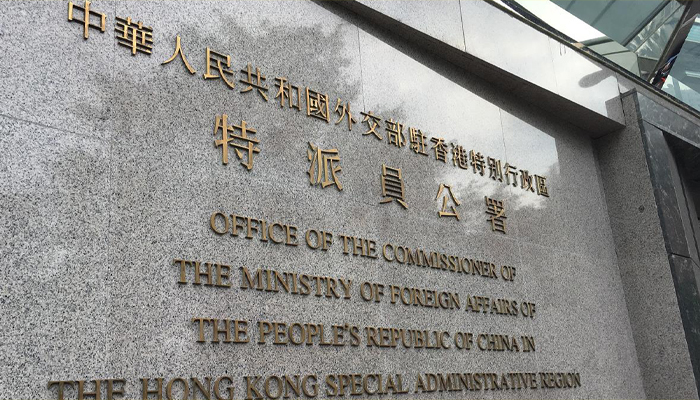 中華人民共和國外交部駐香港特別行政區
特派員公署
OFFICE OF THE COMMISSIONER OF
THE MINISTRY OF FOREIGN AFFAIRS OF
THE PEOPLE'S REPUBLIC OF CHINA IN
THE HONG KONG SPECIAL ADMINISTRATIVE REGION